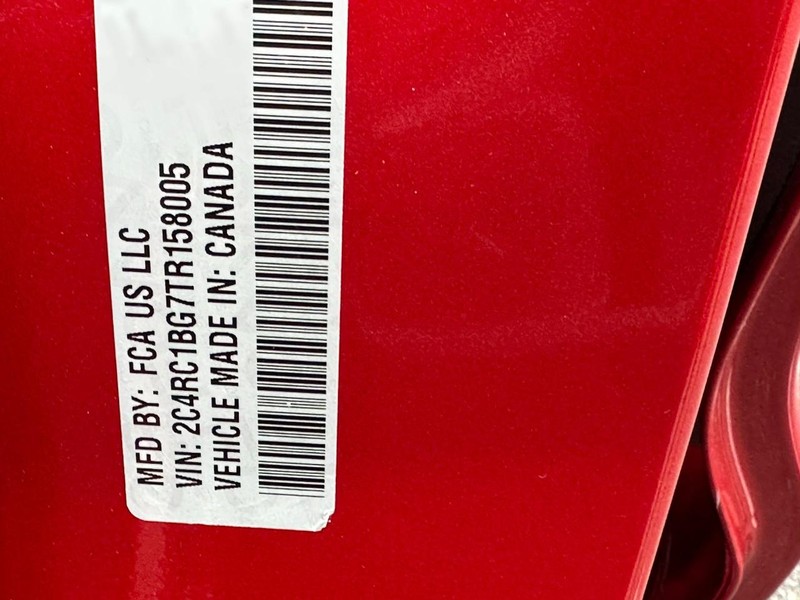 MFD BY: FCA US LLC
VIN: 2C4RC1BG7TR158005
VEHICLE MADE IN: CANADA